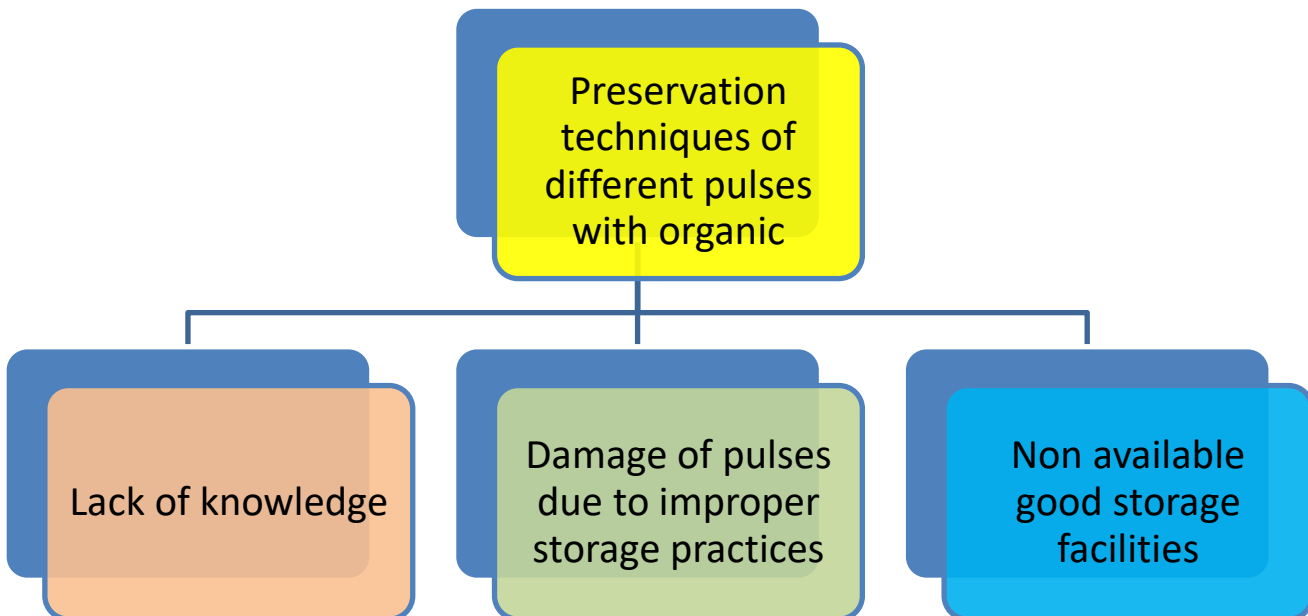 Preservation
techniques of
different pulses
with organic
Lack of knowledge
Damage of pulses
due to improper
storage practices
Non available
good storage
facilities